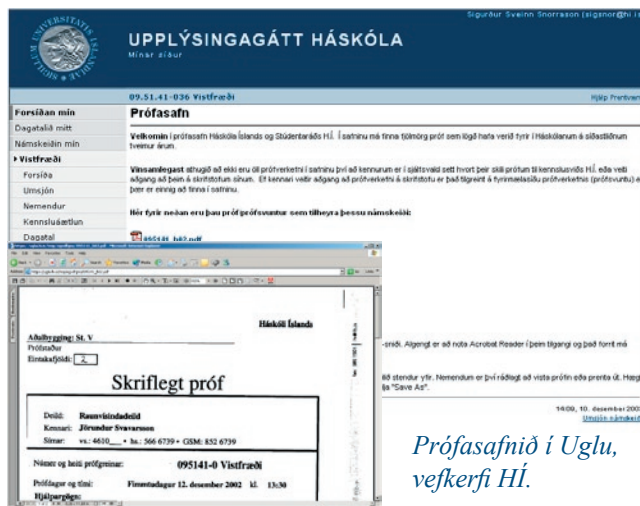 Sigurður Sveinn Snorrason (sigsnor@hi.is
UPPLÝSINGAGÁTT HÁSKÓLA
Mínar síður
09.51.41-036 Vistfræði
Hjálp
Forsíðan mín
Prófasafn
Dagatalið mitt
Námskeiðin mín
Vistfræði
Forsíða
Umsjón
Nemendur
Kennsluáætlun
Dagatal
Velkomin í prófasafn Háskóla Íslands og Stúdentaráðs H.Í. Í safninu má finna fjölmörg próf sem lögð hafa verið fyrir í Háskólanum á síðastliðnum
tveimur árum.
Vinsamlegast athugið að ekki eru öll prófverkefni í safninu því að kennurum er í sjálfsvald sett hvort þeir skili prófum til kennslusviðs H.Í. eða veiti
aðgang að þeim á skrifstofum sínum. Ef kennari veitir aðgang að prófverkefni á skrifstofu er það tilgreint á fyrirmælasíðu prófverkefnis (prófsvuntu) e
þær er einnig að finna í safninu.
Hér fyrir neðan eru þau próf/prófsvuntur sem tilheyra þessu námskeiði:
095141_h02.pdf
Háskóli Íslands
Aðalbygging: St. V
Prófstaður
Eintakafjöldi: 2
Skriflegt próf
Deild: Raunvísindadeild
Kennari: Jörundur Svavarsson
Símar: vs.: 4610__ • hs.: 566 6739 • GSM: 852 6739
Númer og heiti prófgreinar: 095141-0 Vistfræði
Prófdagur og tími: Fimmtudagur 12. desember 2002 kl. 13:30
Hjálpargögn:
-sniði. Algengt er að nota Acrobat Reader í þeim tilgangi og það forrit má
ið stendur yfir. Nemendum er því ráðlagt að vista prófin eða prenta út. Hægt
"Save As".
14:09, 10. desember 200
Umsjón námskeið
Prófasafnið í Uglu,
vefkerfi HÍ.